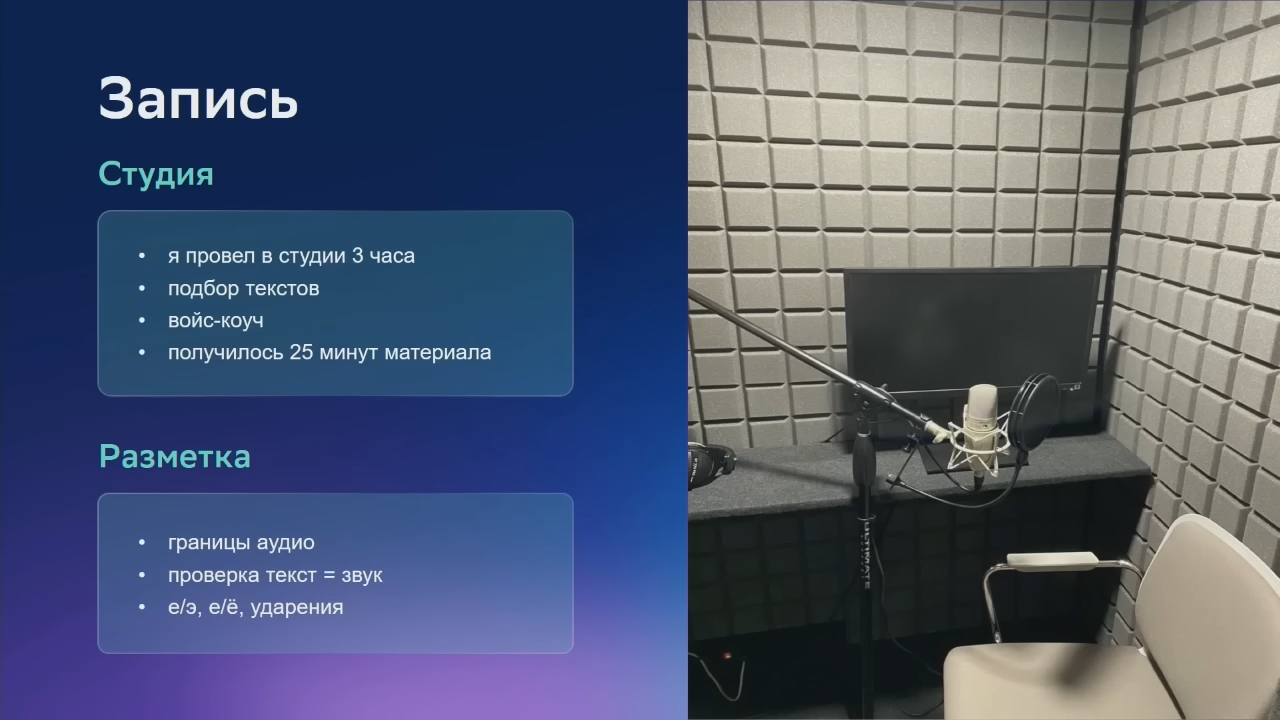 Запись
Студия
• я провел в студии 3 часа
• подбор текстов
• войс-коуч
• получилось 25 минут материала
Разметка
• границы аудио
• проверка текст = звук
• е/э, е/ё, ударения
ULTIMATE